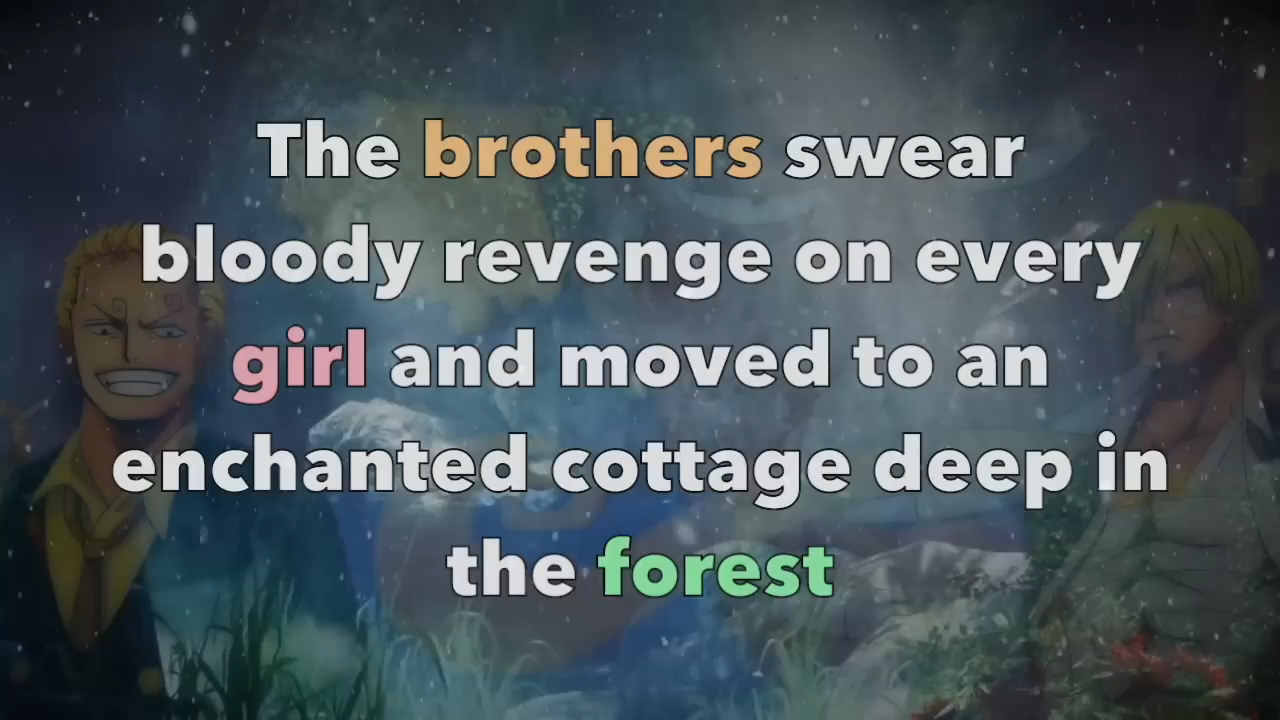 The brothers swear
bloody revenge on every
girl and moved to an
enchanted cottage deep in
the forest